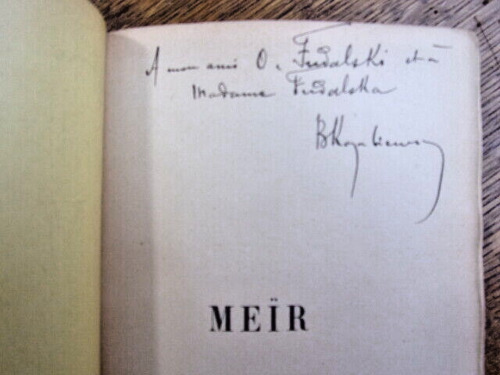 A mon ami O. Fudalski et à
Madame Fudalska
MEÏR